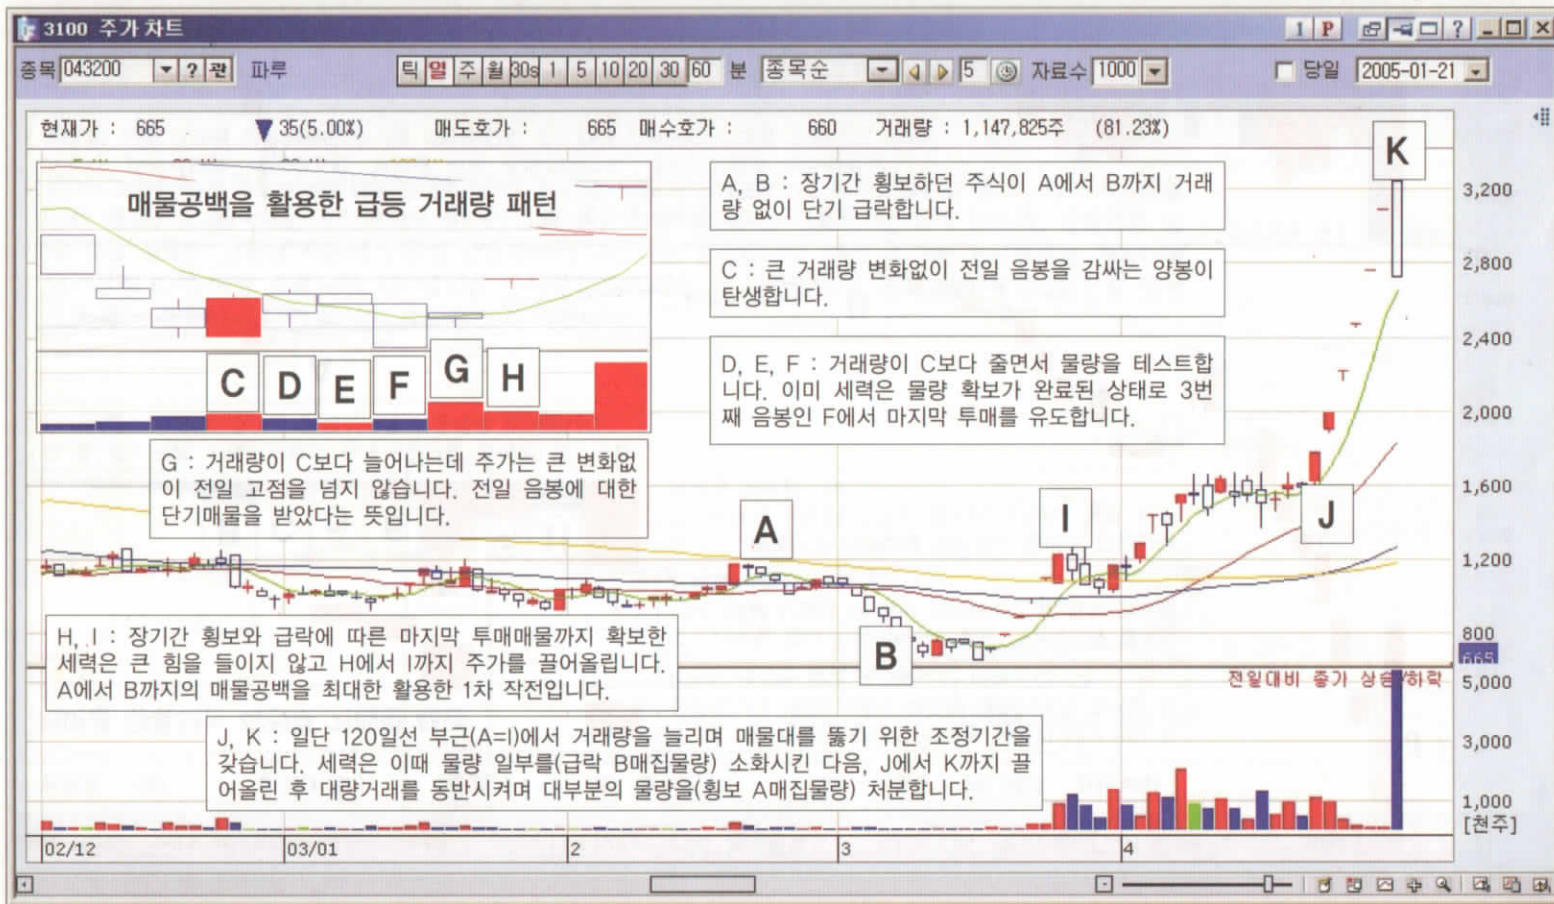 3100 주가 차트
1 P ?
종목 043200 ? 관 파루 틱 일 주 월 30s 1 5 10 20 30 60 분 종목순 5 자료수 1000 당일 2005-01-21
현재가 : 665 ▼ 35(5.00%) 매도호가 : 665 매수호가 : 660 거래량 : 1,147,825주 (81.23%)
매물공백을 활용한 급등 거래량 패턴
C D E F G H
A, B : 장기간 횡보하던 주식이 A에서 B까지 거래
량 없이 단기 급락합니다.
C : 큰 거래량 변화없이 전일 음봉을 감싸는 양봉이
탄생합니다.
D, E, F : 거래량이 C보다 줄면서 물량을 테스트합
니다. 이미 세력은 물량 확보가 완료된 상태로 3번
째 음봉인 F에서 마지막 투매를 유도합니다.
G : 거래량이 C보다 늘어나는데 주가는 큰 변화없
이 전일 고점을 넘지 않습니다. 전일 음봉에 대한
단기매물을 받았다는 뜻입니다.
K
A
I
J
B
3,200
2,800
2,400
2,000
1,600
1,200
800
665
H, I : 장기간 횡보와 급락에 따른 마지막 투매매물까지 확보한
세력은 큰 힘을 들이지 않고 H에서 I까지 주가를 끌어올립니다.
A에서 B까지의 매물공백을 최대한 활용한 1차 작전입니다.
전일대비 종가 상승/하락
J, K : 일단 120일선 부근(A=I)에서 거래량을 늘리며 매물대를 뚫기 위한 조정기간을
갖습니다. 세력은 이때 물량 일부를(급락 B매집물량) 소화시킨 다음, J에서 K까지 끌
어올린 후 대량거래를 동반시켜며 대부분의 물량을(횡보 A매집물량) 처분합니다.
5,000
3,000
1,000
[천주]
02/12 03/01 2 3 4